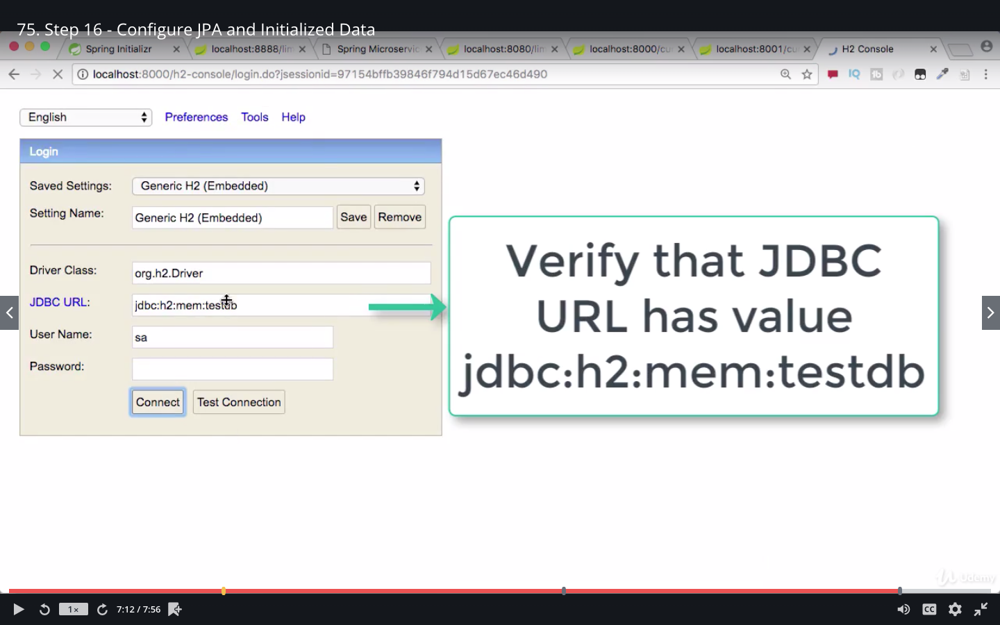 75. Step 16 - Configure JPA and Initialized Data
Spring Initializr
localhost:8888/lim
Spring Microservic
localhost:8080/lim
localhost:8000/cu
localhost:8001/cu
H2 Console
localhost:8000/h2-console/login.do?jsessionid=97154bffb39846f794d15d67ec46d490
IQ
English
Preferences
Tools
Help
Login
Saved Settings:
Generic H2 (Embedded)
Setting Name:
Generic H2 (Embedded)
Save
Remove
Driver Class:
org.h2.Driver
JDBC URL:
jdbc:h2:mem:testdb
User Name:
sa
Password:
Connect
Test Connection
Verify that JDBC
URL has value
jdbc:h2:mem:testdb
Udemy
1×
7:12 / 7:56
CC